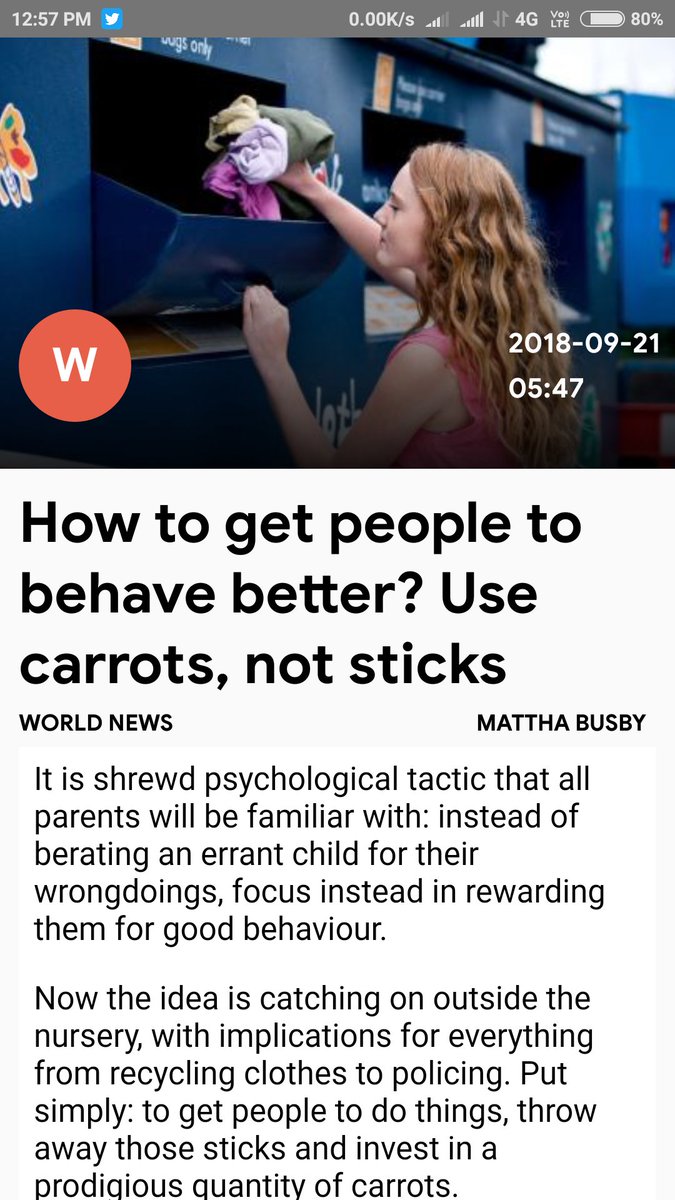 12:57 PM
0.00K/s
4G
Vo)
LTE
80%
bags only
W
2018-09-21
05:47
How to get people to
behave better? Use
carrots, not sticks
WORLD NEWS
MATTHA BUSBY
It is shrewd psychological tactic that all
parents will be familiar with: instead of
berating an errant child for their
wrongdoings, focus instead in rewarding
them for good behaviour.
Now the idea is catching on outside the
nursery, with implications for everything
from recycling clothes to policing. Put
simply: to get people to do things, throw
away those sticks and invest in a
prodigious quantity of carrots.